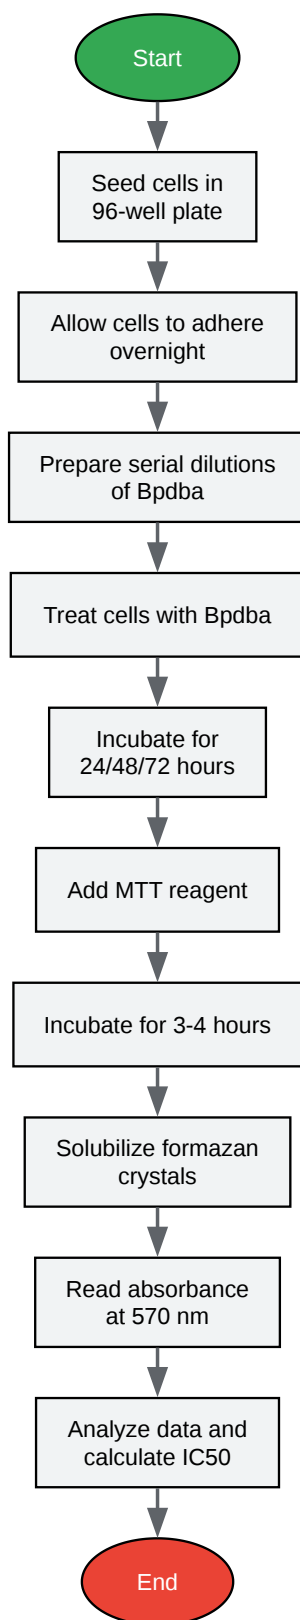 Start
Seed cells in
96-well plate
Allow cells to adhere
overnight
Prepare serial dilutions
of Bpdba
Treat cells with Bpdba
Incubate for
24/48/72 hours
Add MTT reagent
Incubate for 3-4 hours
Solubilize formazan
crystals
Read absorbance
at 570 nm
Analyze data and
calculate IC50
End